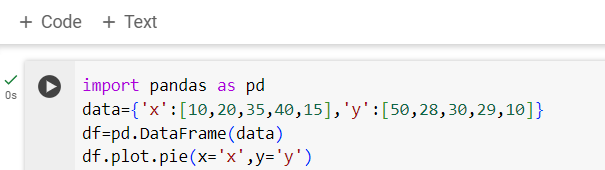 + Code + Text
0s
import pandas as pd
data={'x':[10,20,35,40,15],'y':[50,28,30,29,10]}
df=pd.DataFrame(data)
df.plot.pie(x='x',y='y')